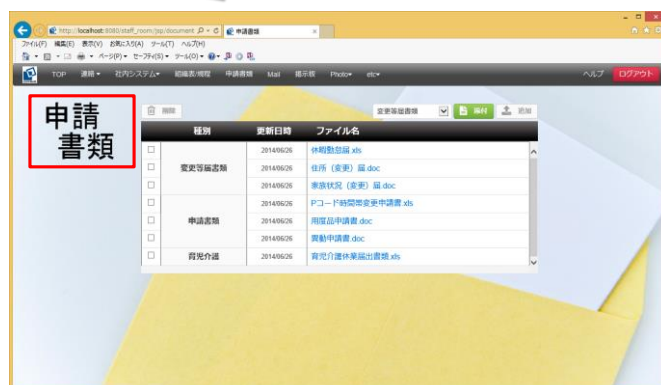 http://localhost:8080/staff_room/jsp/document
申請書類
ファイル(F) 編集(E) 表示(V) お気に入り(A) ツール(T) ヘルプ(H)
ページ(P) セーフティ(S) ツール(O)
TOP 連絡 社内システム 組織表/規程 申請書類 Mail 掲示板 Photo etc ヘルプ ログアウト
申請
書類
削除 変更等届書類 添付
種別 更新日時 ファイル名
2014/06/26 休暇勤怠届.xls
変更等届書類 2014/06/26 住所（変更）届.doc
2014/06/26 家族状況（変更）届.doc
2014/06/26 Pコード時間帯変更申請書.xls
申請書類 2014/06/26 用度品申請書.doc
2014/06/26 異動申請書.doc
育児介護 2014/06/26 育児介護休業届出書類.xls